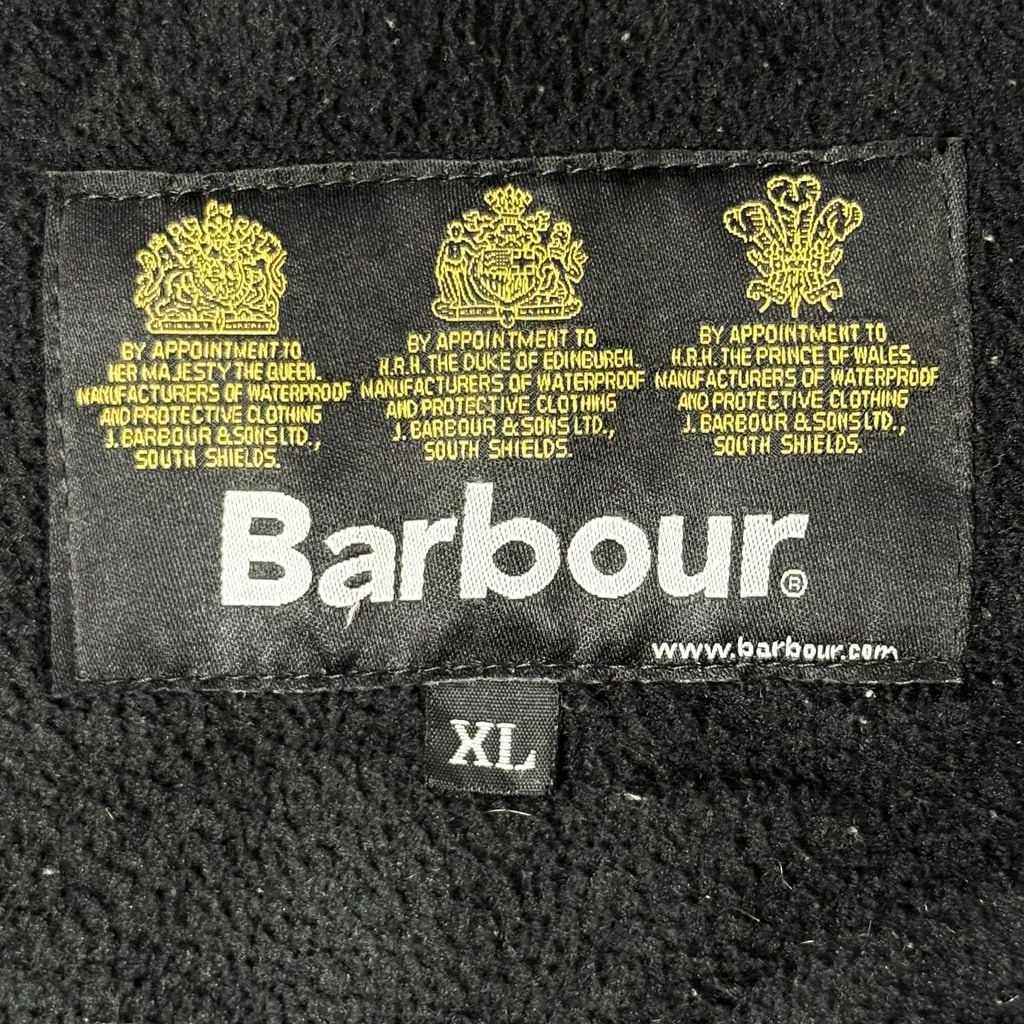 BY APPOINTMENT TO
HER MAJESTY THE QUEEN.
MANUFACTURERS OF WATERPROOF
AND PROTECTIVE CLOTHING
J. BARBOUR & SONS LTD.,
SOUTH SHIELDS.
BY APPOINTMENT TO
H.R.H. THE DUKE OF EDINBURGH.
MANUFACTURERS OF WATERPROOF
AND PROTECTIVE CLOTHING
J. BARBOUR & SONS LTD.,
SOUTH SHIELDS.
BY APPOINTMENT TO
H.R.H. THE PRINCE OF WALES.
MANUFACTURERS OF WATERPROOF
AND PROTECTIVE CLOTHING
J. BARBOUR & SONS LTD.,
SOUTH SHIELDS.
Barbour®
www.barbour.com
XL